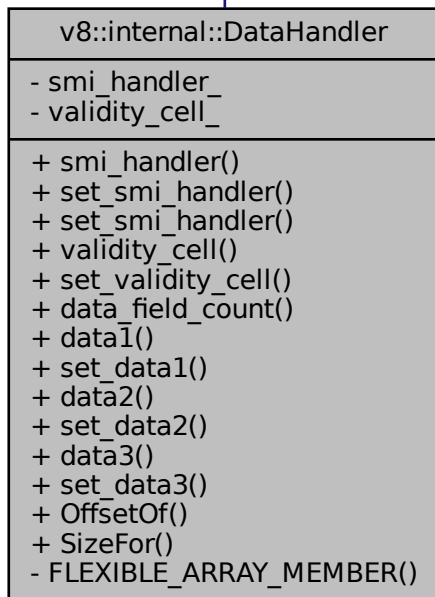 v8::internal::DataHandler
- smi_handler_
- validity_cell_
+ smi_handler()
+ set_smi_handler()
+ set_smi_handler()
+ validity_cell()
+ set_validity_cell()
+ data_field_count()
+ data1()
+ set_data1()
+ data2()
+ set_data2()
+ data3()
+ set_data3()
+ OffsetOf()
+ SizeFor()
- FLEXIBLE_ARRAY_MEMBER()